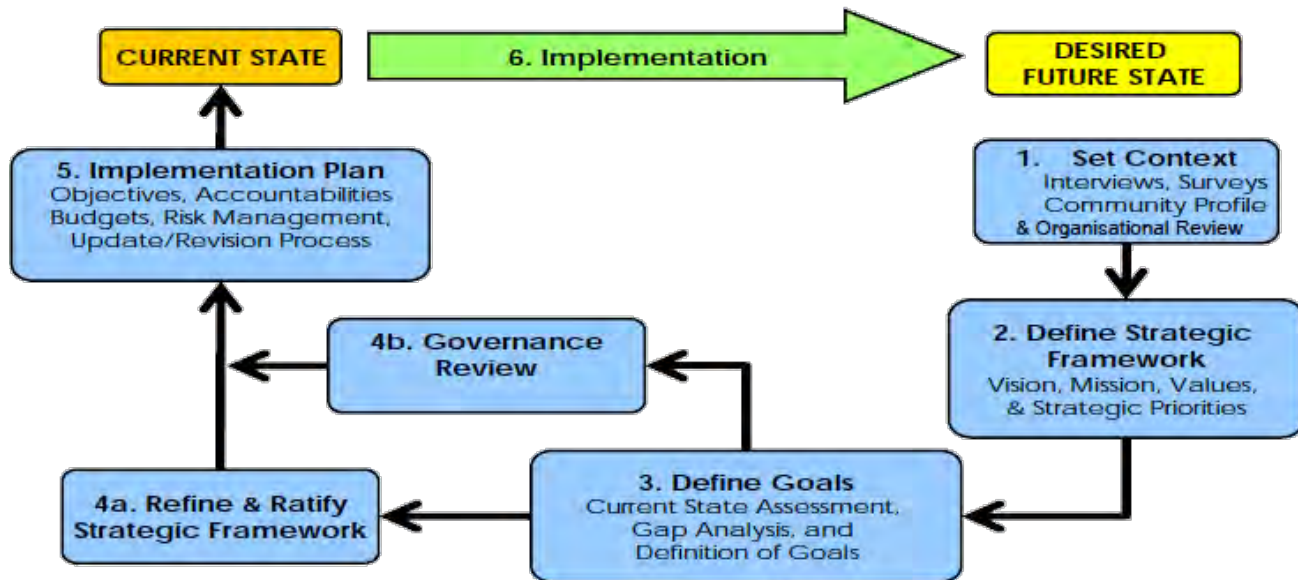 CURRENT STATE
6. Implementation
DESIRED
FUTURE STATE
5. Implementation Plan
Objectives, Accountabilities
Budgets, Risk Management,
Update/Revision Process
1. Set Context
Interviews, Surveys
Community Profile
& Organisational Review
4b. Governance
Review
2. Define Strategic
Framework
Vision, Mission, Values,
& Strategic Priorities
4a. Refine & Ratify
Strategic Framework
3. Define Goals
Current State Assessment,
Gap Analysis, and
Definition of Goals